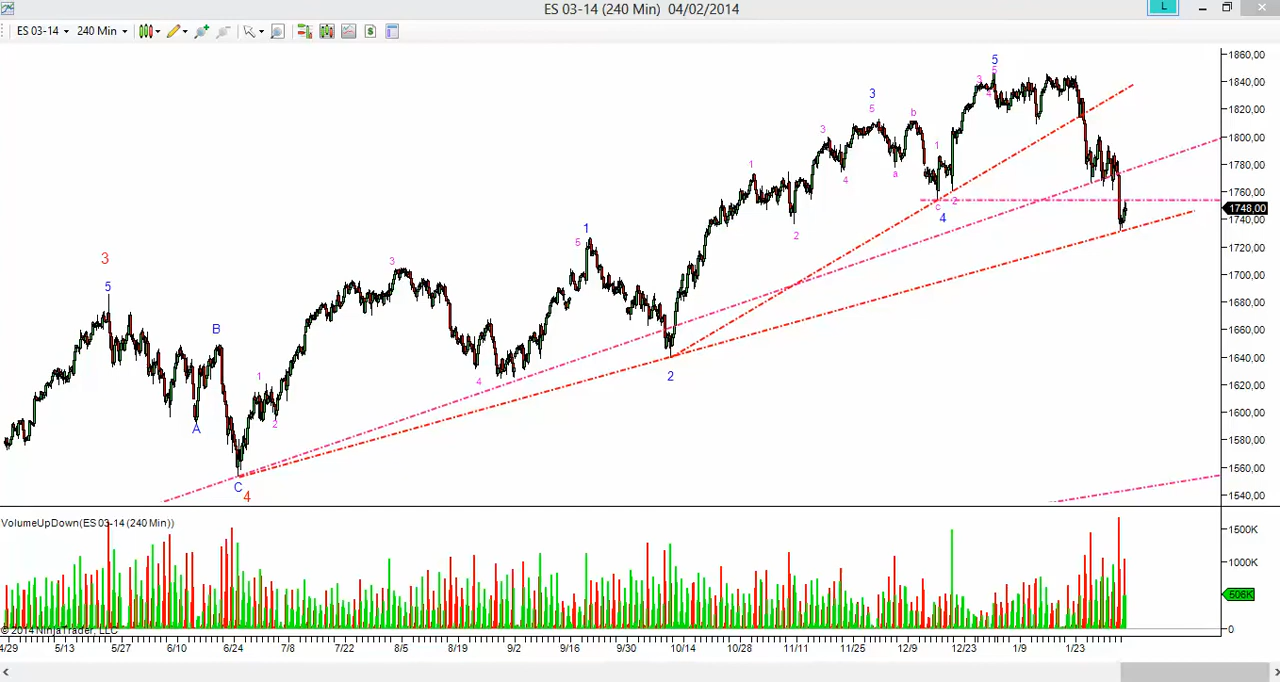 ES 03-14 (240 Min)  04/02/2014
L
ES 03-14 240 Min
$
1860,00
1840,00
1820,00
1800,00
1780,00
1760,00
1748,00
1740,00
1720,00
1700,00
1680,00
1660,00
1640,00
1620,00
1600,00
1580,00
1560,00
1540,00
5
5
3
4
3
5
b
3
1
a
4
1
c
2
4
2
1
5
3
4
2
3
5
B
1
2
A
C
4
VolumeUpDown(ES 03-14 (240 Min))
1500K
1000K
506K
0
© 2014 NinjaTrader, LLC
4/29 5/13 5/27 6/10 6/24 7/8 7/22 8/5 8/19 9/2 9/16 9/30 10/14 10/28 11/11 11/25 12/9 12/23 1/9 1/23